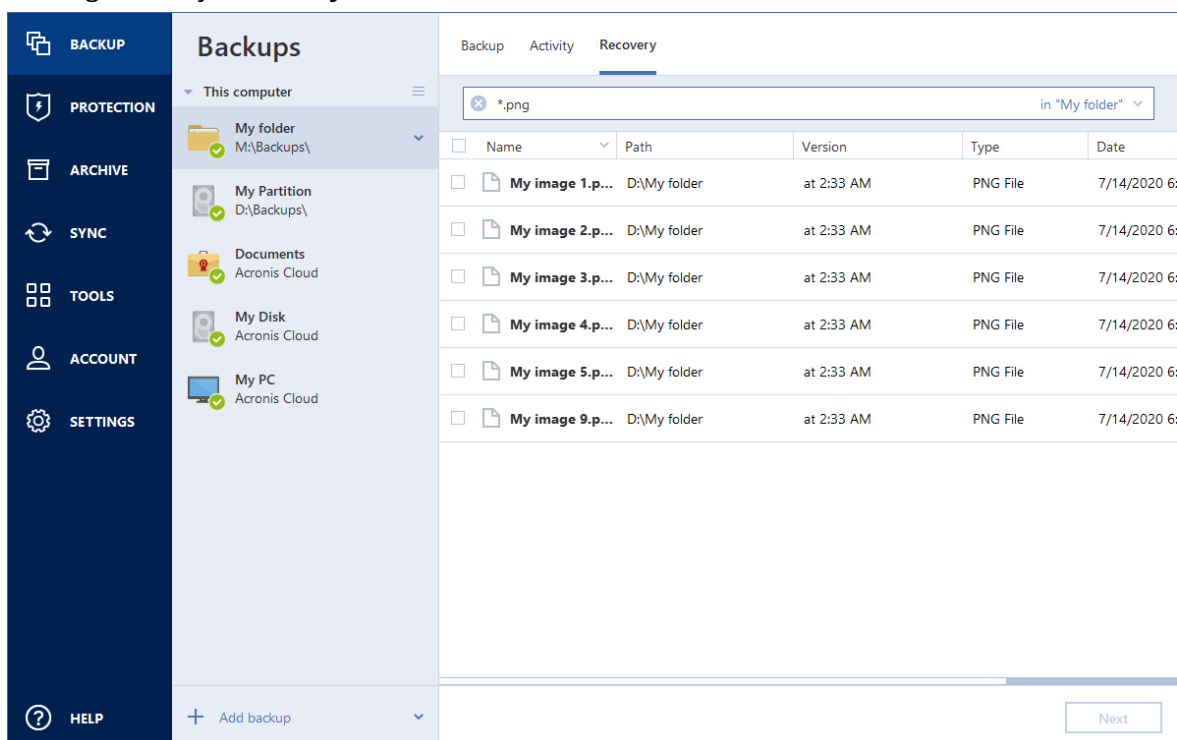 BACKUP
PROTECTION
ARCHIVE
SYNC
TOOLS
ACCOUNT
SETTINGS
HELP
Backups
This computer
My folder
M:\Backups\
My Partition
D:\Backups\
Documents
Acronis Cloud
My Disk
Acronis Cloud
My PC
Acronis Cloud
Add backup
Backup Activity Recovery
*.png in "My folder"
Name Path Version Type Date
My image 1.p... D:\My folder at 2:33 AM PNG File 7/14/2020 6:
My image 2.p... D:\My folder at 2:33 AM PNG File 7/14/2020 6:
My image 3.p... D:\My folder at 2:33 AM PNG File 7/14/2020 6:
My image 4.p... D:\My folder at 2:33 AM PNG File 7/14/2020 6:
My image 5.p... D:\My folder at 2:33 AM PNG File 7/14/2020 6:
My image 9.p... D:\My folder at 2:33 AM PNG File 7/14/2020 6:
Next